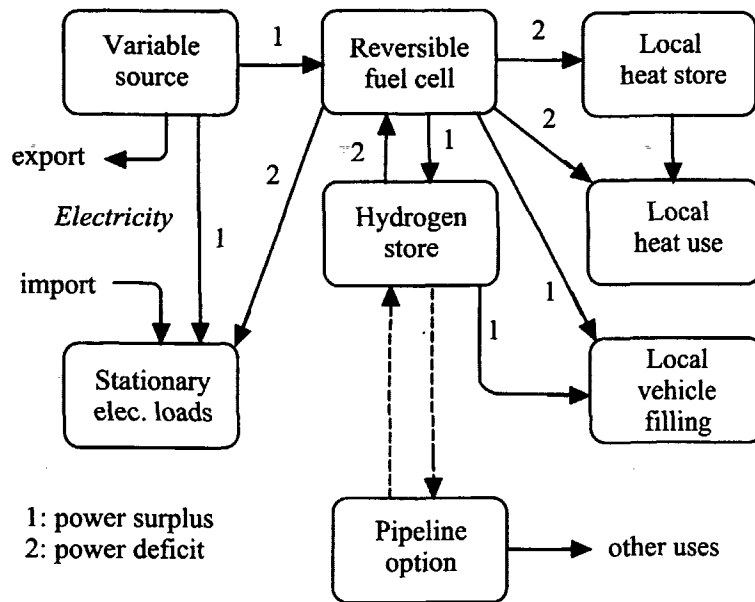 Variable
source
1
Reversible
fuel cell
2
Local
heat store
export
2
2
1
2
Electricity
1
Hydrogen
store
Local
heat use
import
1
1
Stationary
elec. loads
Local
vehicle
filling
1: power surplus
2: power deficit
Pipeline
option
other uses